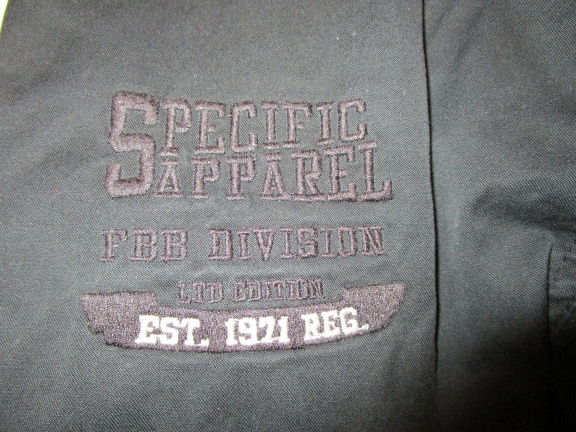 SPECIFIC
APPAREL
FBB DIVISION
LTD EDITION
EST. 1971 REG.